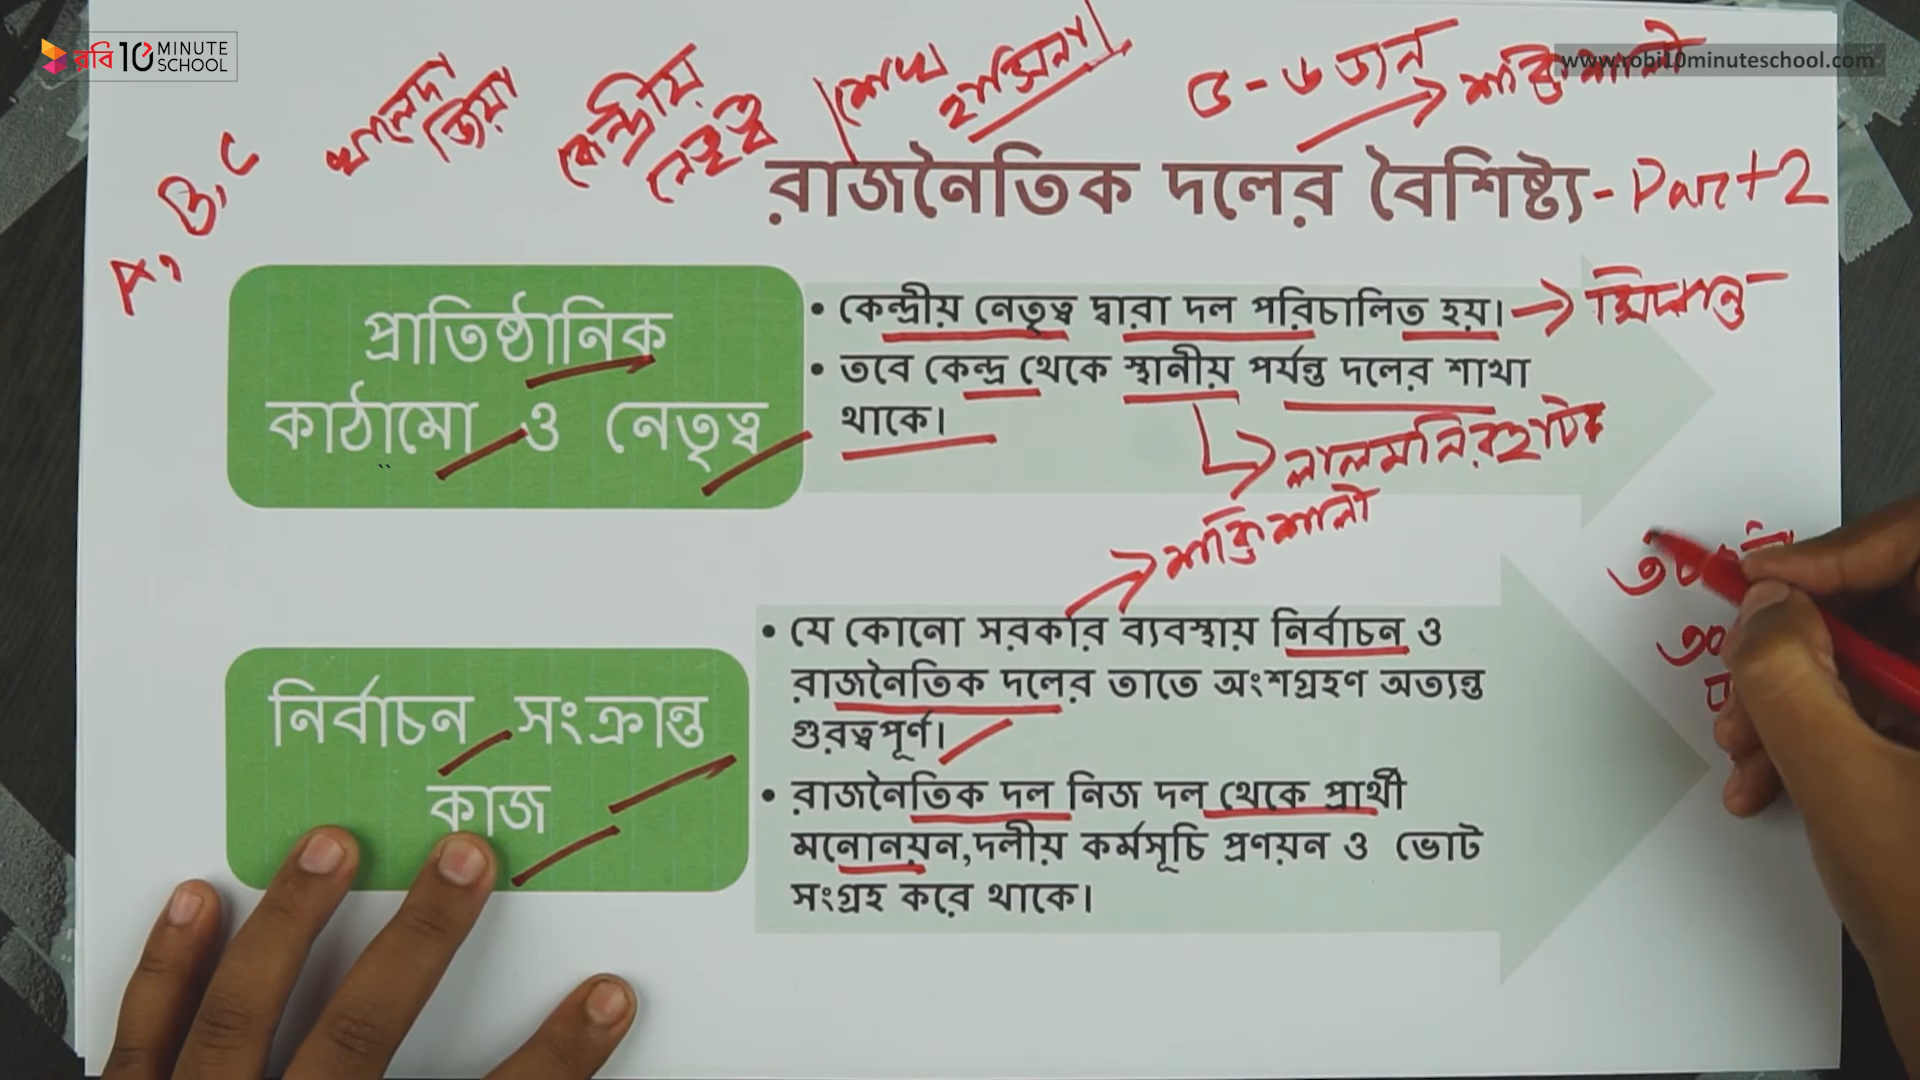 রবি 10 MINUTE SCHOOL
www.robi10minuteschool.com
A, B, C
খালেদা জিয়া
কেন্দ্রীয় নেতৃত্ব
শেখ হাসিনা
৫-৬ জন → শক্তিশালী
রাজনৈতিক দলের বৈশিষ্ট্য - Part 2
প্রাতিষ্ঠানিক
কাঠামো ও নেতৃত্ব
• কেন্দ্রীয় নেতৃত্ব দ্বারা দল পরিচালিত হয়। → সিদ্ধান্ত
• তবে কেন্দ্র থেকে স্থানীয় পর্যন্ত দলের শাখা
থাকে।
লালমনিরহাট
শক্তিশালী
নির্বাচন সংক্রান্ত
কাজ
• যে কোনো সরকার ব্যবস্থায় নির্বাচন ও
রাজনৈতিক দলের তাতে অংশগ্রহণ অত্যন্ত
গুরত্বপূর্ণ।
• রাজনৈতিক দল নিজ দল থেকে প্রার্থী
মনোনয়ন,দলীয় কর্মসূচি প্রণয়ন ও ভোট
সংগ্রহ করে থাকে।